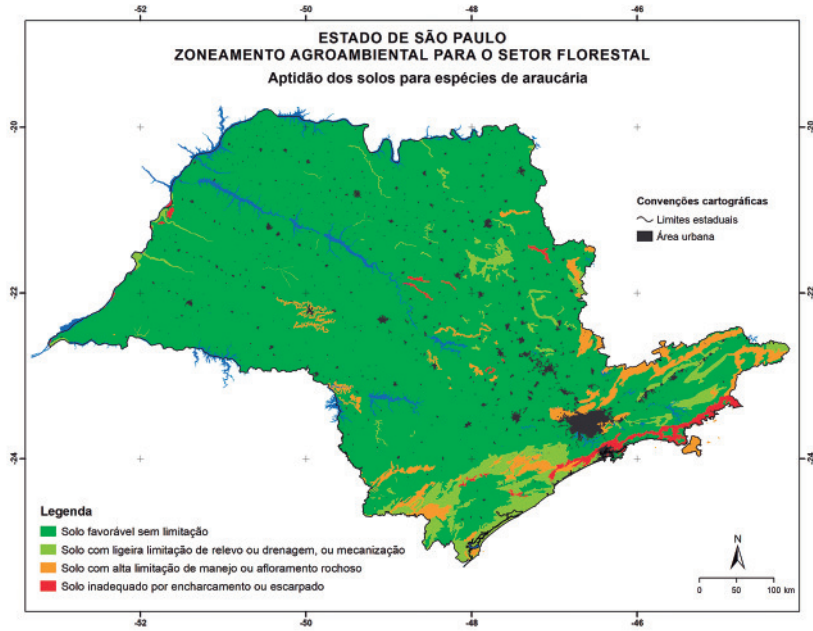 -52
-50
-48
-46
ESTADO DE SÃO PAULO
ZONEAMENTO AGROAMBIENTAL PARA O SETOR FLORESTAL
Aptidão dos solos para espécies de araucária
-20
-20
Convenções cartográficas
Limites estaduais
Área urbana
-22
-22
-24
-24
Legenda
Solo favorável sem limitação
Solo com ligeira limitação de relevo ou drenagem, ou mecanização
Solo com alta limitação de manejo ou afloramento rochoso
Solo inadequado por encharcamento ou escarpado
N
0 50 100 km
-52
-50
-48
-46